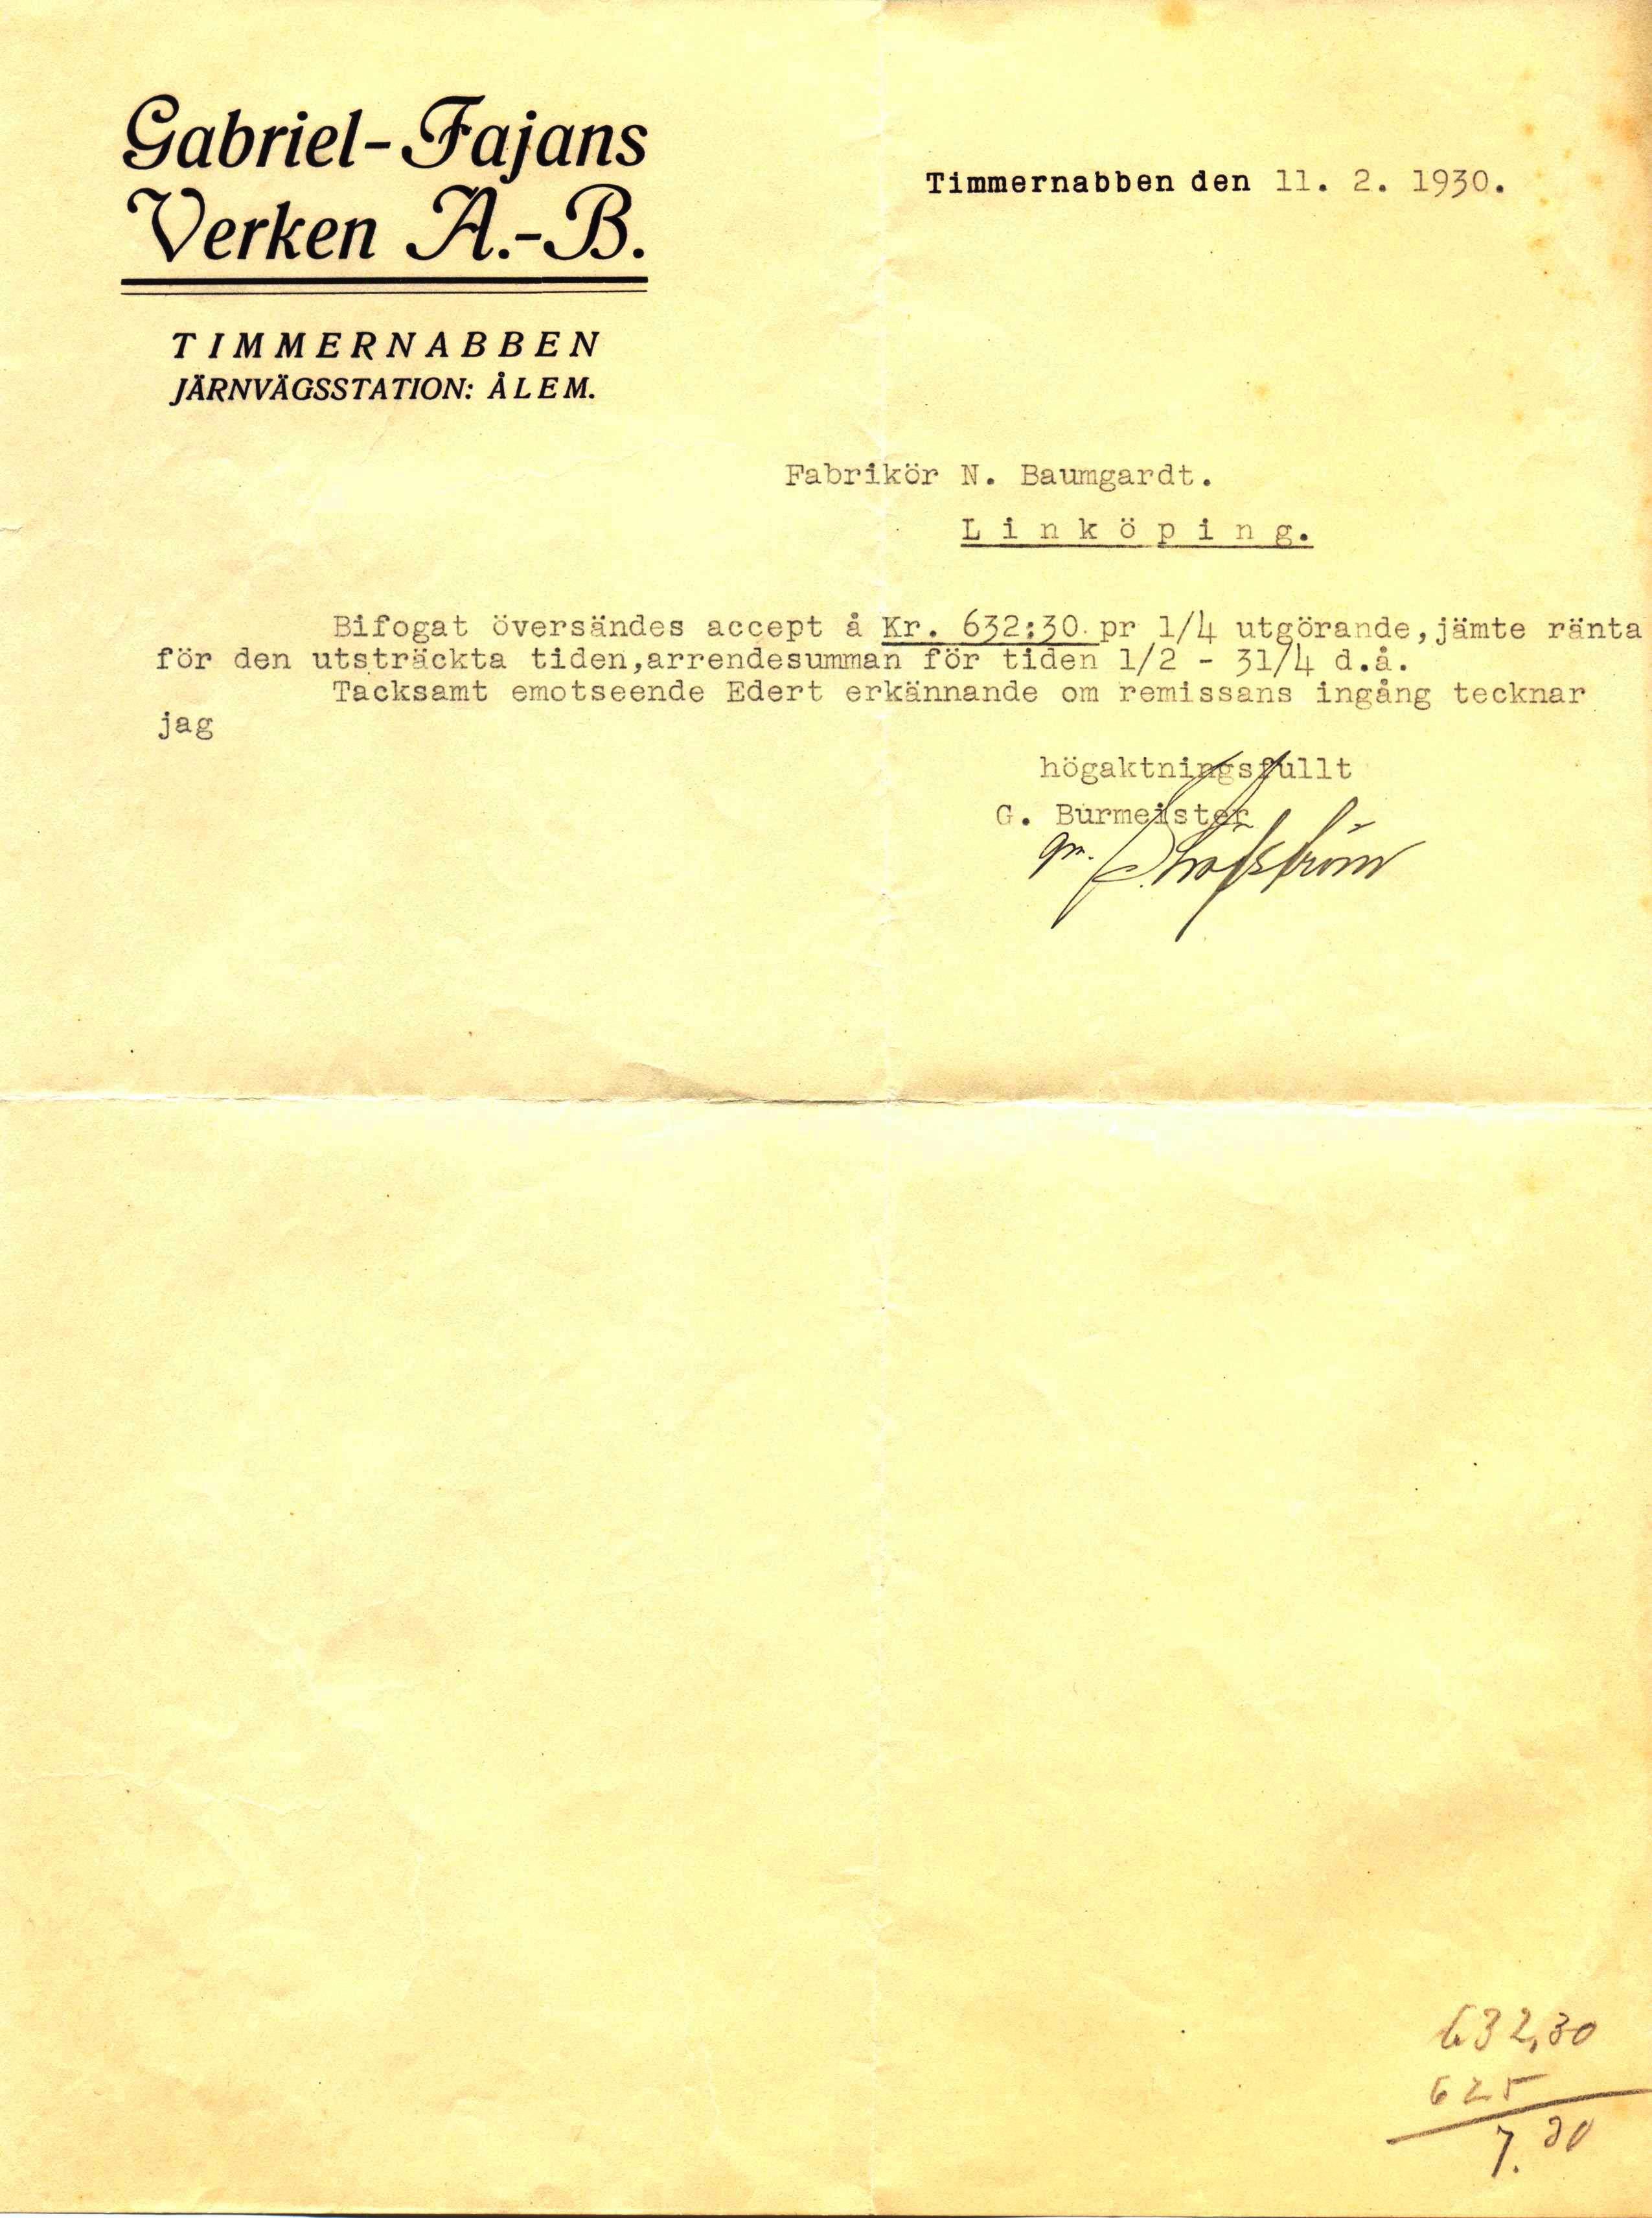 Gabriel-Fajans
Verken A.-B.
TIMMERNABBEN
JÄRNVÄGSSTATION: ÅLEM.
Timmernabben den 11. 2. 1930.
Fabrikör N. Baumgardt.
Linköping.
Bifogat översändes accept å Kr. 632:30 pr 1/4 utgörande,jämte ränta
för den utsträckta tiden,arrendesumman för tiden 1/2 - 31/4 d.å.
Tacksamt emotseende Edert erkännande om remissans ingång tecknar
jag
högaktningsfullt
G. Burmeister
632,30
625
7.30